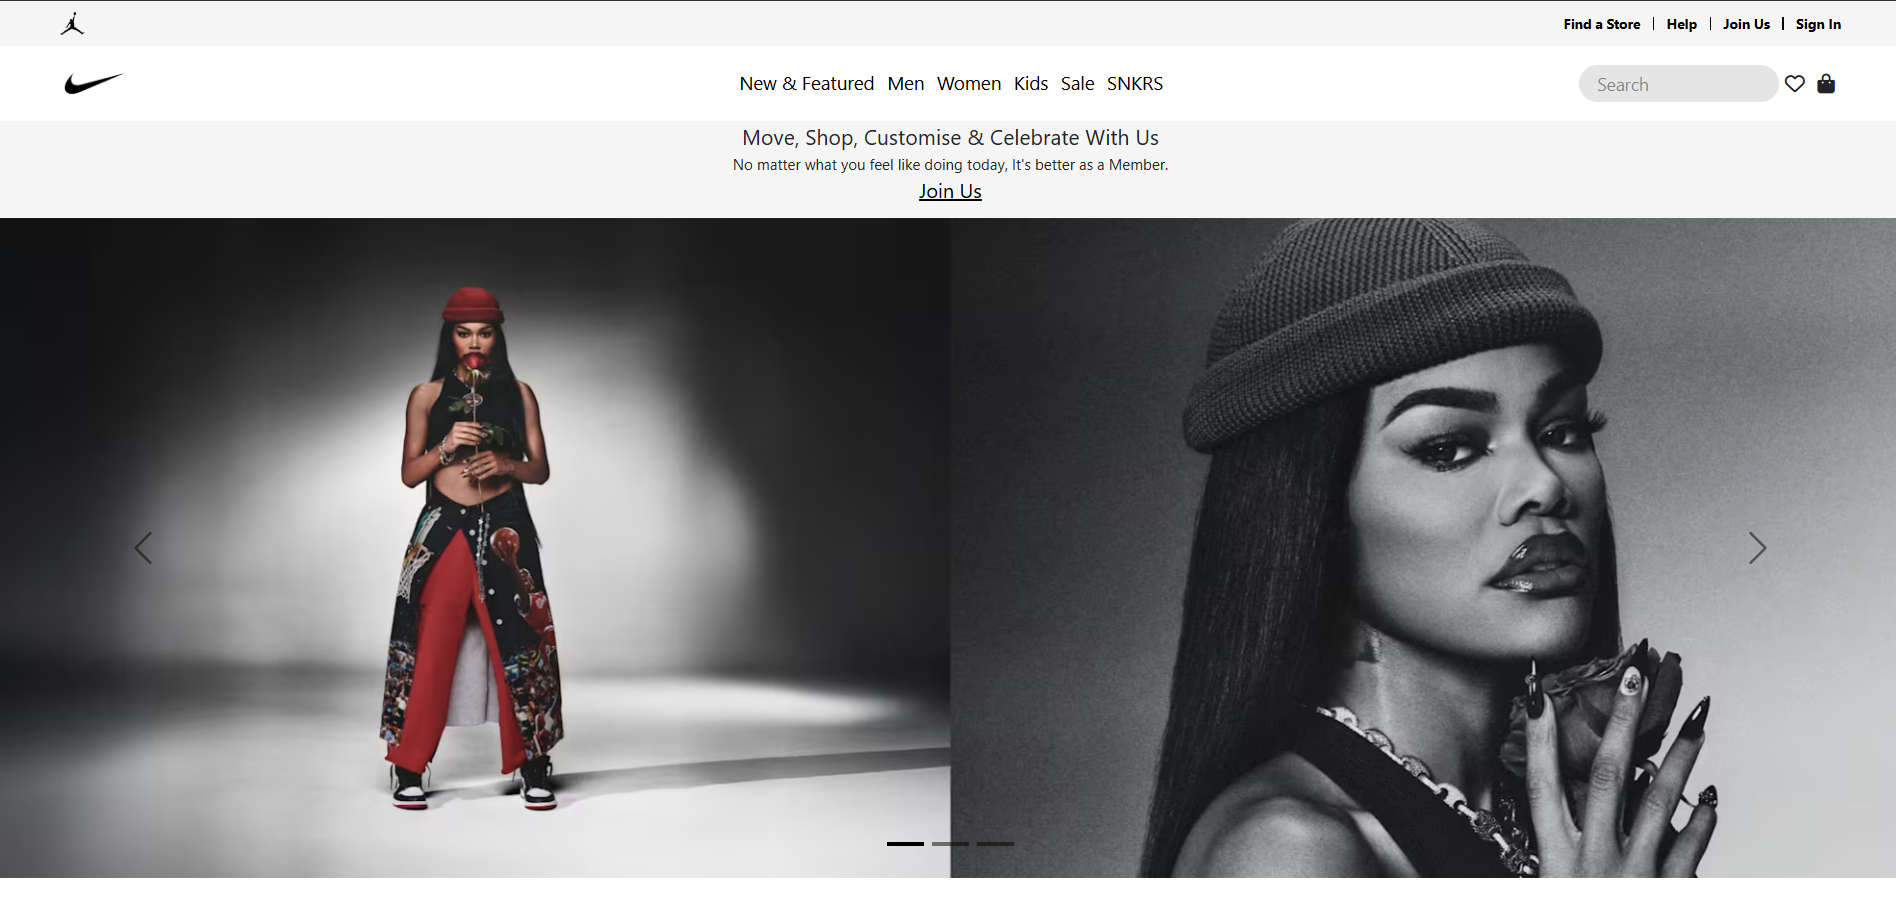 Find a Store | Help | Join Us | Sign In
New & Featured Men Women Kids Sale SNKRS
Search
Move, Shop, Customise & Celebrate With Us
No matter what you feel like doing today, It's better as a Member.
Join Us